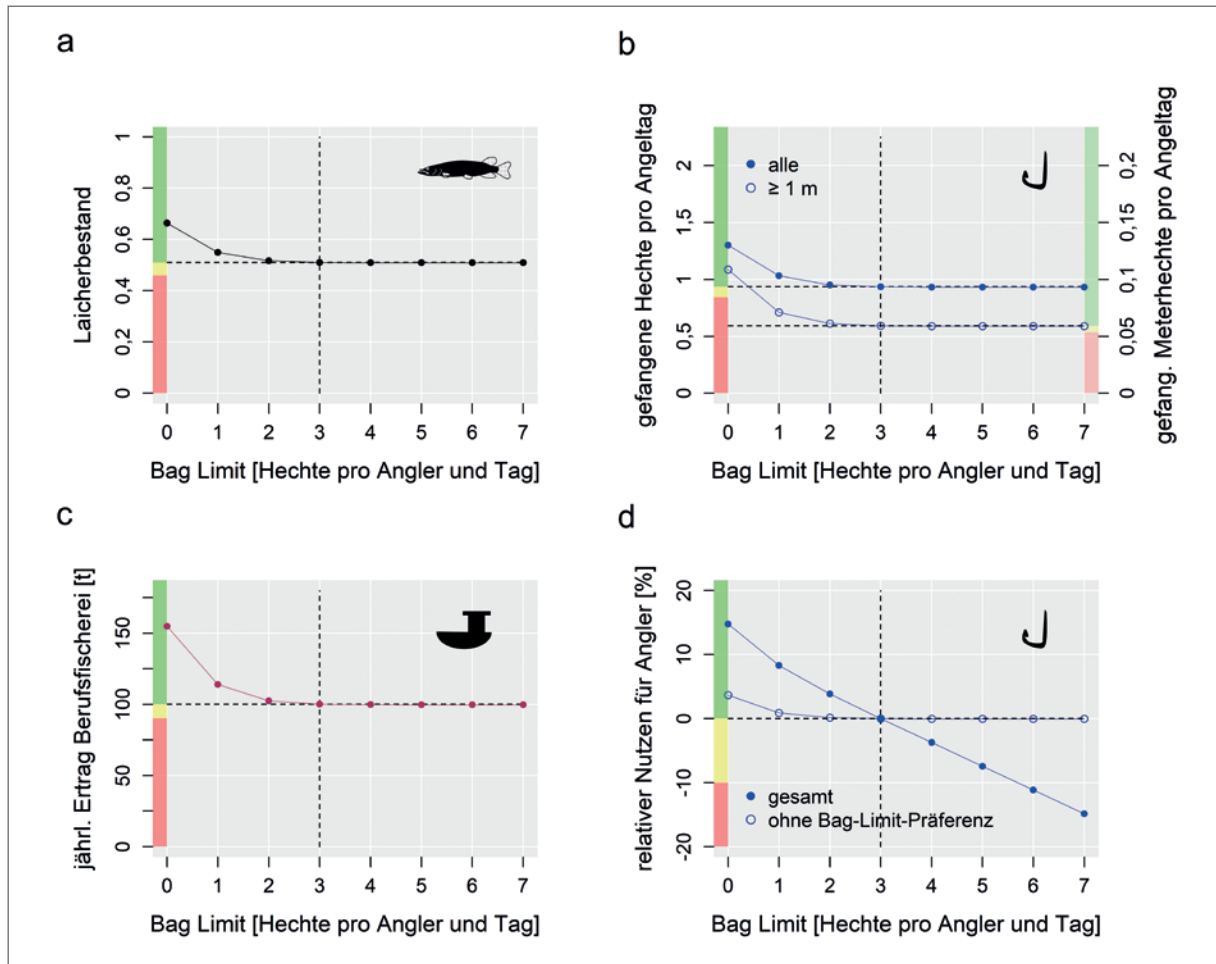 a
Laicherbestand
1
0,8
0,6
0,4
0,2
0
0 1 2 3 4 5 6 7
Bag Limit [Hechte pro Angler und Tag]
b
gefangene Hechte pro Angeltag
2
1,5
1
0,5
0
alle
≥ 1 m
gefang. Meterhechte pro Angeltag
0,2
0,15
0,1
0,05
0
0 1 2 3 4 5 6 7
Bag Limit [Hechte pro Angler und Tag]
c
jährl. Ertrag Berufsfischerei [t]
150
100
50
0
0 1 2 3 4 5 6 7
Bag Limit [Hechte pro Angler und Tag]
d
relativer Nutzen für Angler [%]
20
10
0
-10
-20
gesamt
ohne Bag-Limit-Präferenz
0 1 2 3 4 5 6 7
Bag Limit [Hechte pro Angler und Tag]